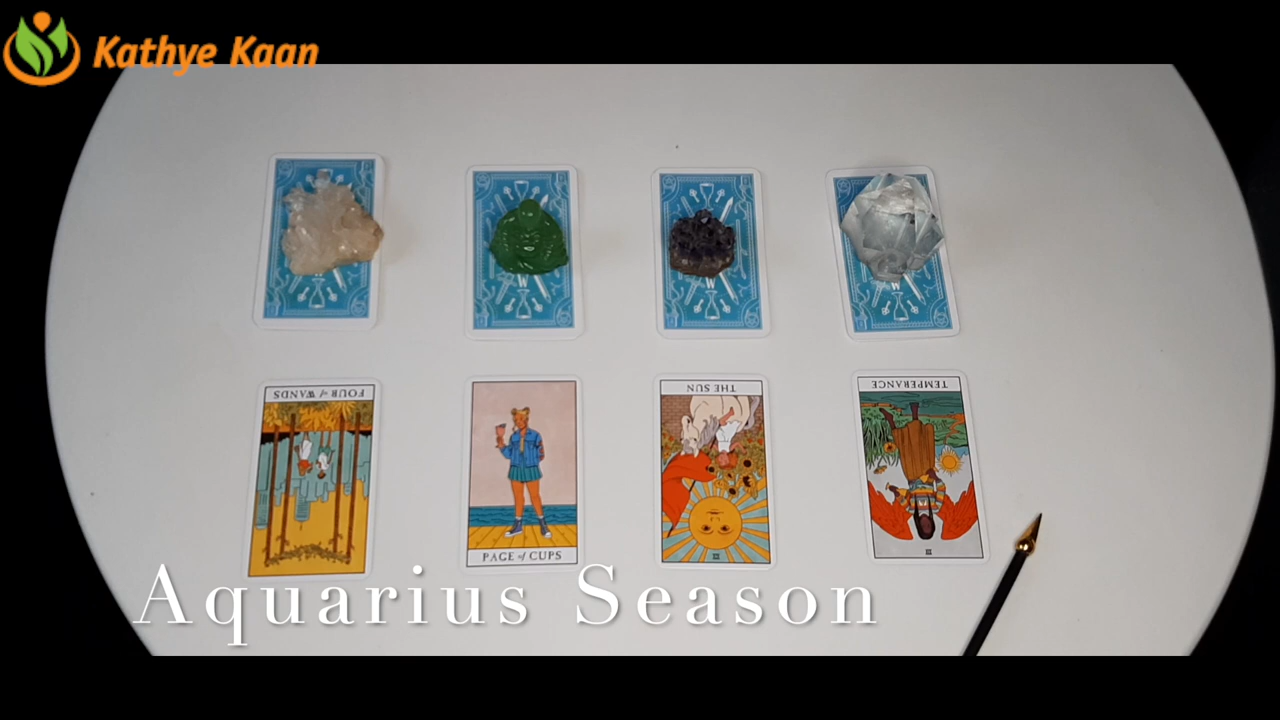 Kathye Kaan
FOUR of WANDS
PAGE of CUPS
THE SUN
TEMPERANCE
Aquarius Season